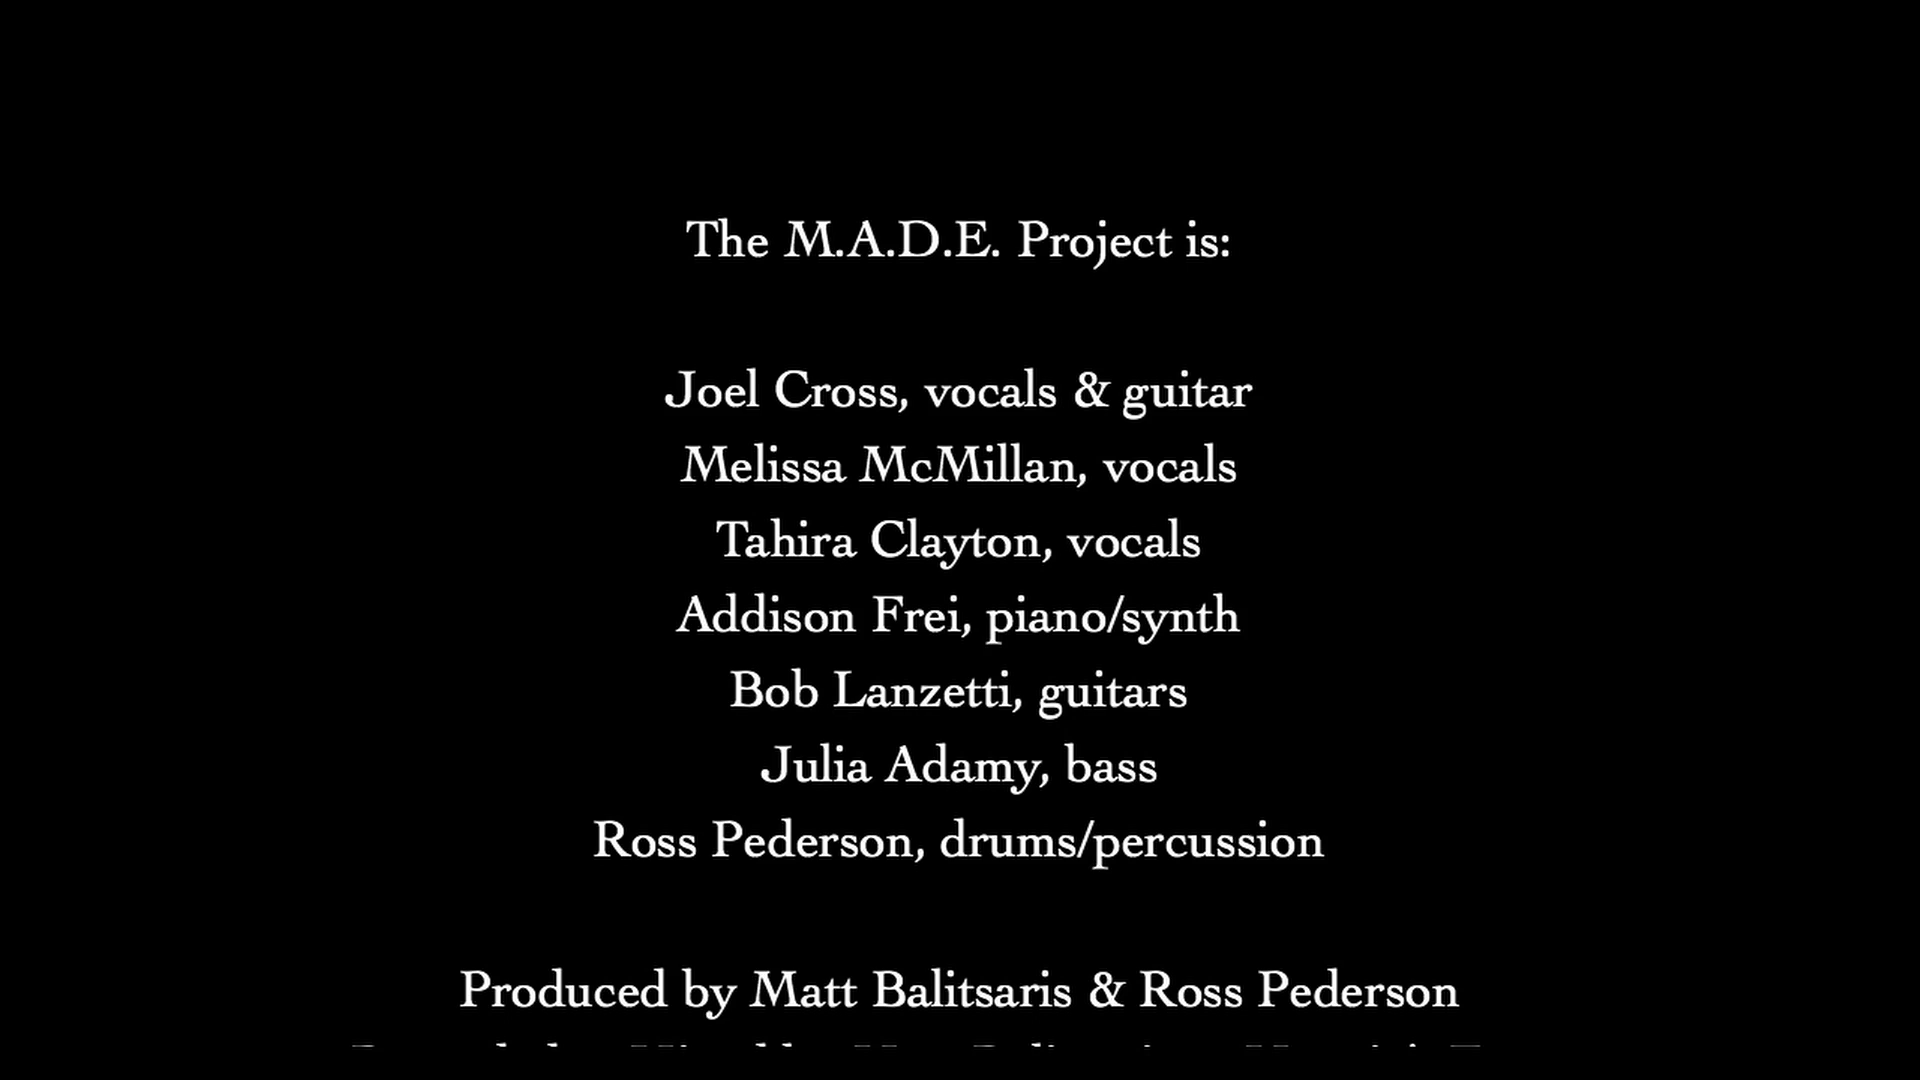 The M.A.D.E. Project is:
Joel Cross, vocals & guitar
Melissa McMillan, vocals
Tahira Clayton, vocals
Addison Frei, piano/synth
Bob Lanzetti, guitars
Julia Adamy, bass
Ross Pederson, drums/percussion
Produced by Matt Balitsaris & Ross Pederson